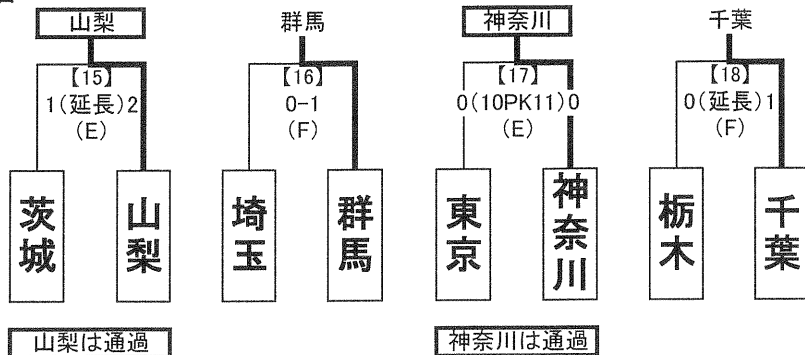 山梨 群馬 神奈川 千葉
【15】 【16】 【17】 【18】
1(延長)2 0-1 0(10PK11)0 0(延長)1
(E) (F) (E) (F)
茨城 山梨 埼玉 群馬 東京 神奈川 栃木 千葉
山梨は通過 神奈川は通過